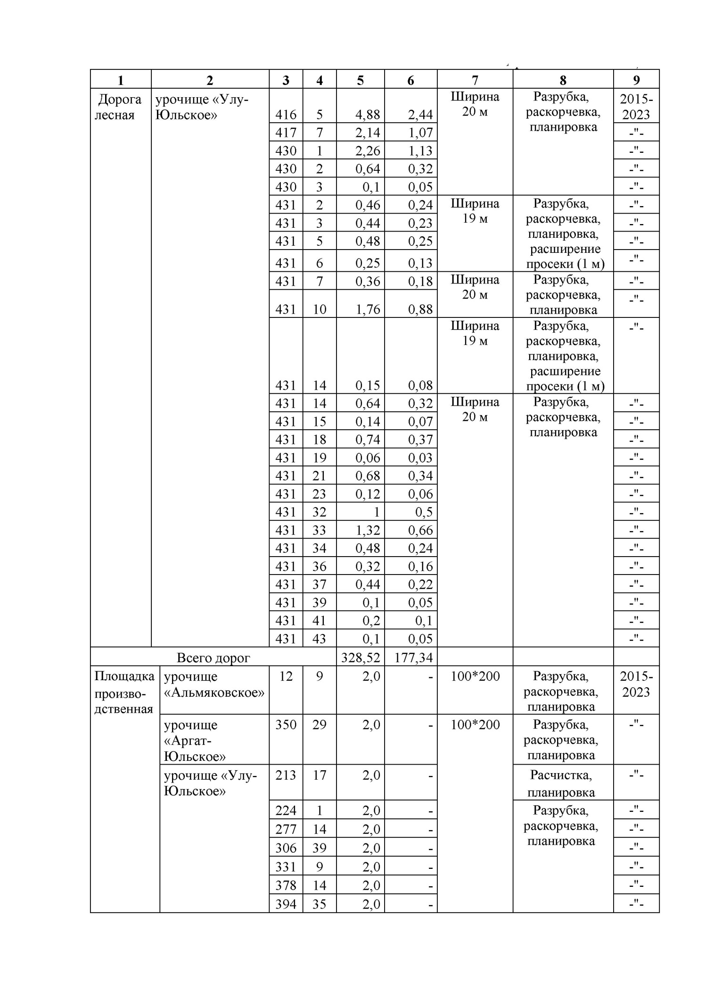 1 2 3 4 5 6 7 8 9
Дорога лесная урочище «Улу-Юльское» 416 5 4,88 2,44 Ширина 20 м Разрубка, раскорчевка, планировка 2015-2023
417 7 2,14 1,07 -"-
430 1 2,26 1,13 -"-
430 2 0,64 0,32 -"-
430 3 0,1 0,05 -"-
431 2 0,46 0,24 Ширина 19 м Разрубка, раскорчевка, планировка, расширение просеки (1 м) -"-
431 3 0,44 0,23 -"-
431 5 0,48 0,25 -"-
431 6 0,25 0,13 -"-
431 7 0,36 0,18 Ширина 20 м Разрубка, раскорчевка, планировка -"-
431 10 1,76 0,88 -"-
431 14 0,15 0,08 Ширина 19 м Разрубка, раскорчевка, планировка, расширение просеки (1 м) -"-
431 14 0,64 0,32 Ширина 20 м Разрубка, раскорчевка, планировка -"-
431 15 0,14 0,07 -"-
431 18 0,74 0,37 -"-
431 19 0,06 0,03 -"-
431 21 0,68 0,34 -"-
431 23 0,12 0,06 -"-
431 32 1 0,5 -"-
431 33 1,32 0,66 -"-
431 34 0,48 0,24 -"-
431 36 0,32 0,16 -"-
431 37 0,44 0,22 -"-
431 39 0,1 0,05 -"-
431 41 0,2 0,1 -"-
431 43 0,1 0,05 -"-
Всего дорог 328,52 177,34
Площадка произво-дственная урочище «Альмяковское» 12 9 2,0 - 100*200 Разрубка, раскорчевка, планировка 2015-2023
урочище «Аргат-Юльское» 350 29 2,0 - 100*200 Разрубка, раскорчевка, планировка -"-
урочище «Улу-Юльское» 213 17 2,0 - Расчистка, планировка -"-
224 1 2,0 - Разрубка, раскорчевка, планировка -"-
277 14 2,0 - -"-
306 39 2,0 - -"-
331 9 2,0 - -"-
378 14 2,0 - -"-
394 35 2,0 - -"-